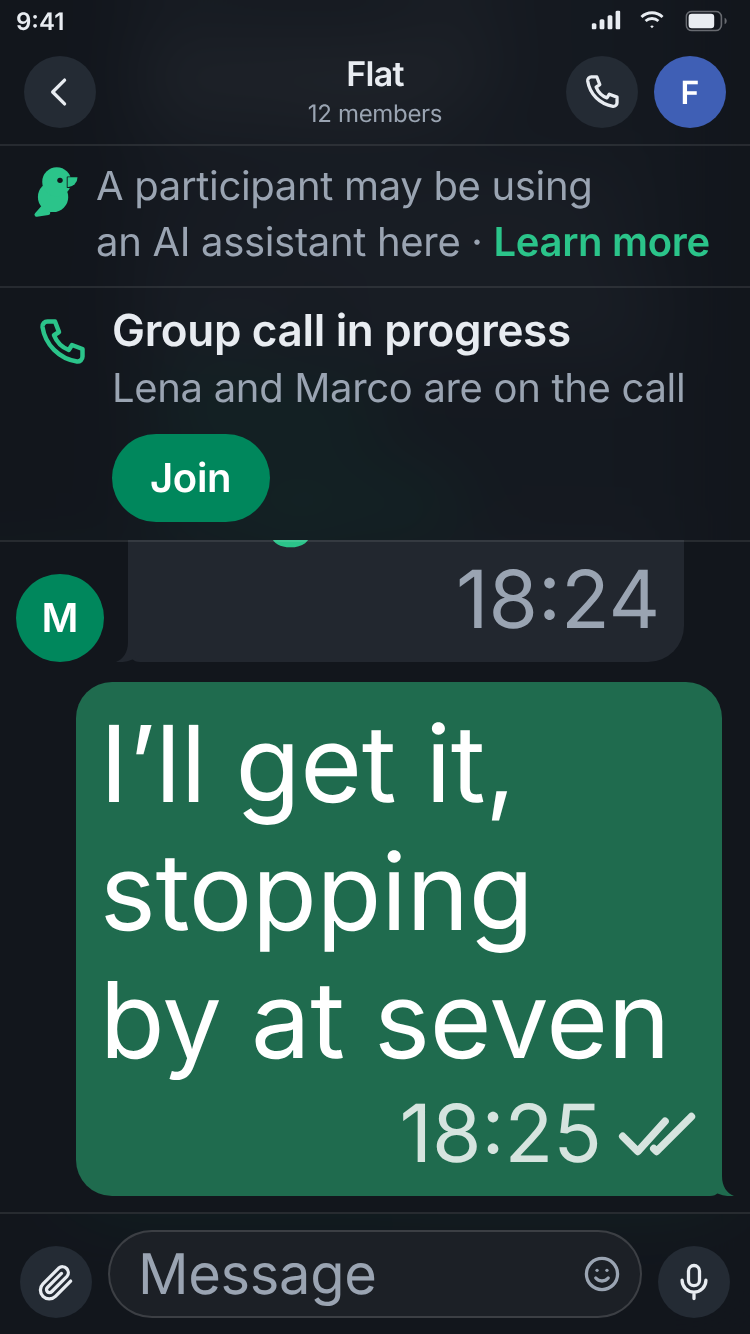 9:41
Flat
12 members
F
A participant may be using
an AI assistant here · Learn more
Group call in progress
Lena and Marco are on the call
Join
M
18:24
I’ll get it,
stopping
by at seven
18:25
Message